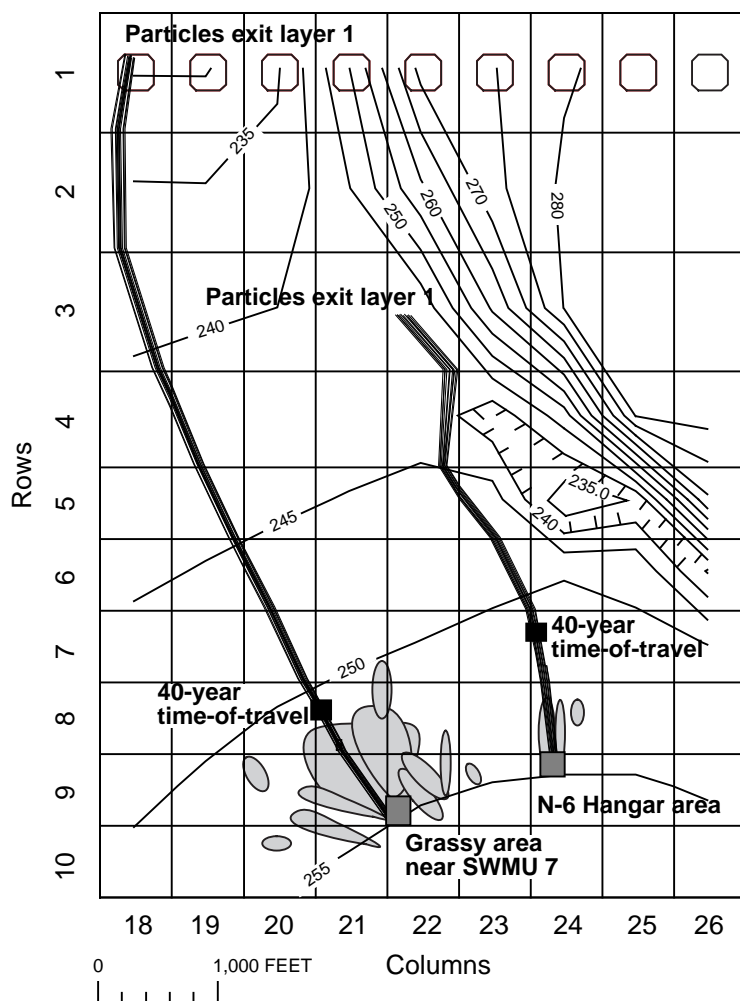 Particles exit layer 1
1
235
2
270
280
260
250
Particles exit layer 1
3
240
4
Rows
235.0
5
245
240
6
40-year
time-of-travel
7
250
40-year
time-of-travel
8
9
N-6 Hangar area
Grassy area
near SWMU 7
10
255
18 19 20 21 22 23 24 25 26
0 1,000 FEET
Columns